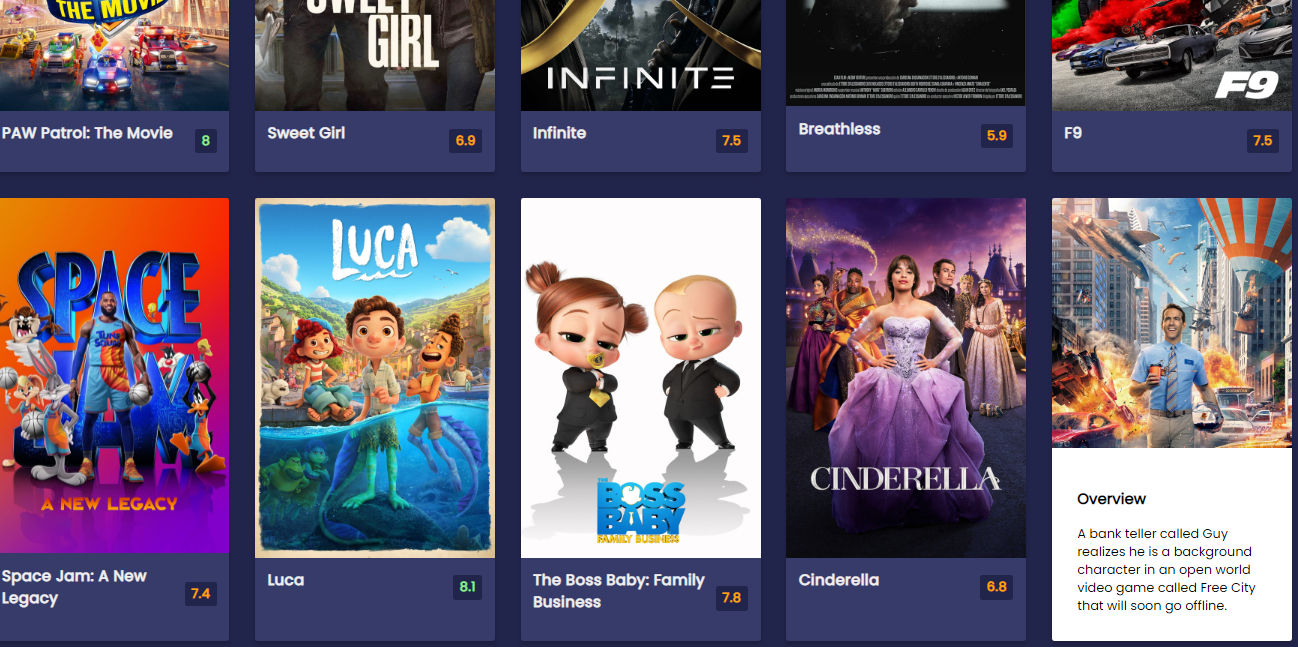 THE MOVIE
SWEET
GIRL
INFINITE
F9
PAW Patrol: The Movie
8
Sweet Girl
6.9
Infinite
7.5
Breathless
5.9
F9
7.5
SPACE
JAM
TUNE
SQUAD
A NEW LEGACY
LUCA
THE
BOSS
BABY
FAMILY BUSINESS
CINDERELLA
Overview
A bank teller called Guy
realizes he is a background
character in an open world
video game called Free City
that will soon go offline.
Space Jam: A New
Legacy
7.4
Luca
8.1
The Boss Baby: Family
Business
7.8
Cinderella
6.8